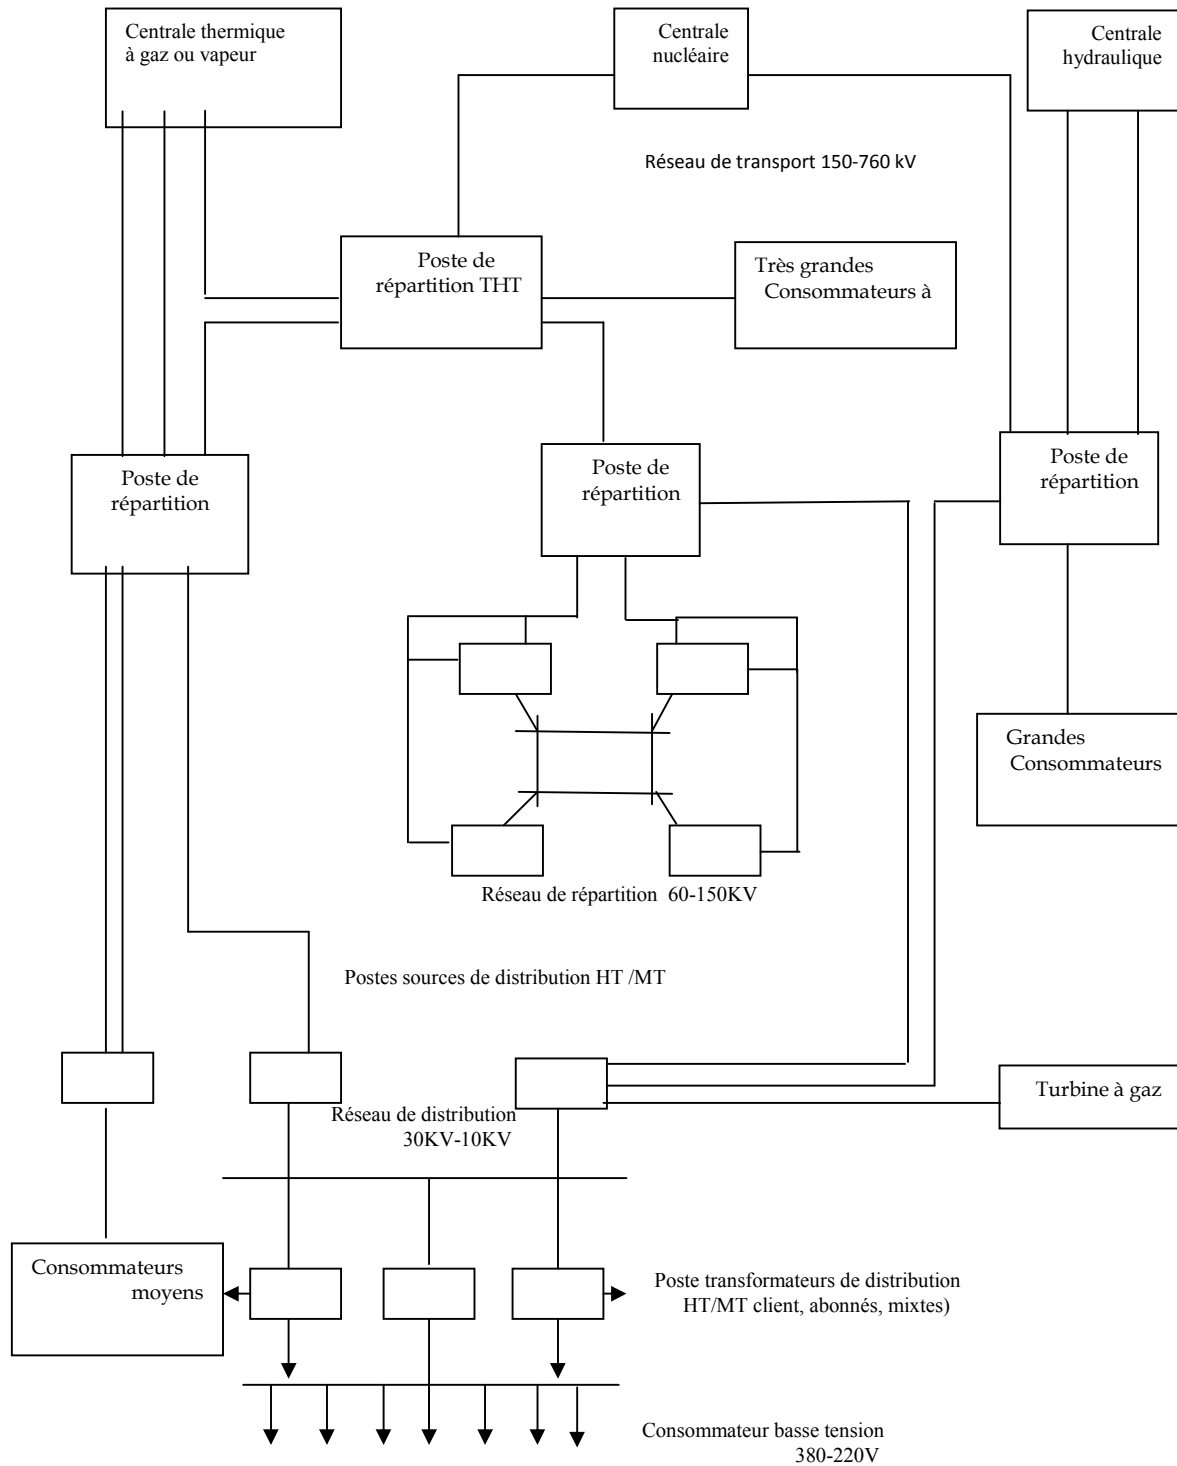 Centrale thermique
à gaz ou vapeur
Centrale
nucléaire
Centrale
hydraulique
Réseau de transport 150-760 kV
Poste de
répartition THT
Très grandes
Consommateurs à
Poste de
répartition
Poste de
répartition
Poste de
répartition
Grandes
Consommateurs
Réseau de répartition 60-150KV
Postes sources de distribution HT /MT
Turbine à gaz
Réseau de distribution
30KV-10KV
Consommateurs
moyens
Poste transformateurs de distribution
HT/MT client, abonnés, mixtes)
Consommateur basse tension
380-220V